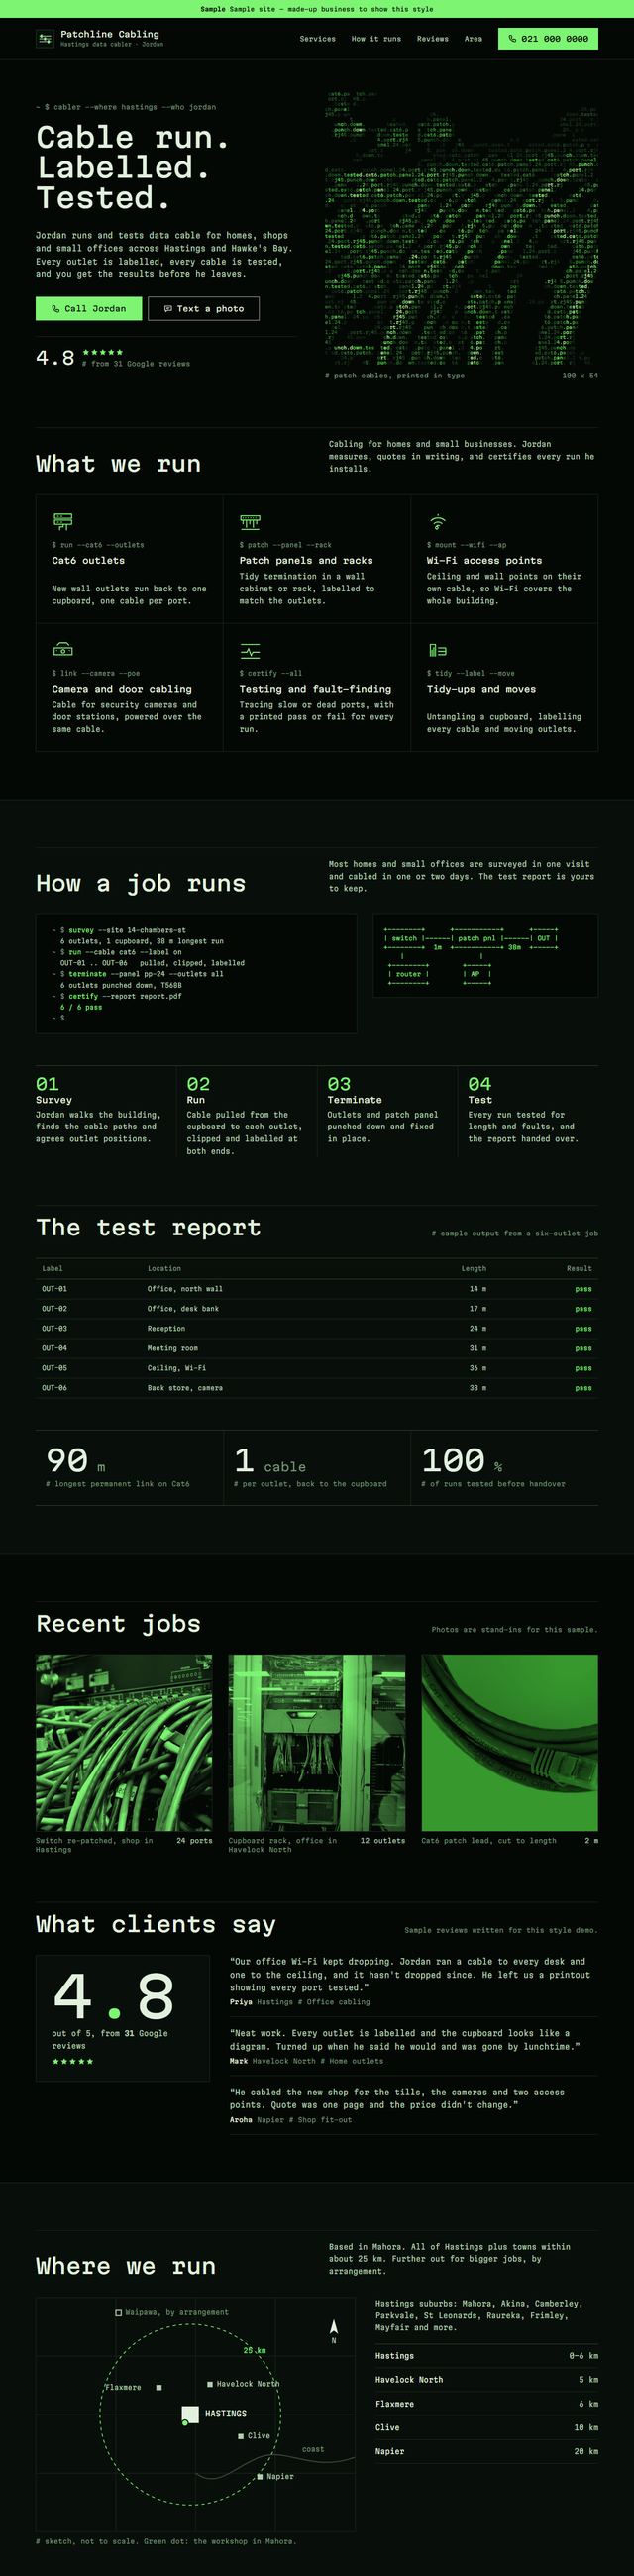 Sample Sample site – made-up business to show this style
Patchline Cabling
Hastings data cabler · Jordan
Services
How it runs
Reviews
Area
021 000 0000
~ $ cabler --where hastings --who jordan
Cable run.
Labelled.
Tested.
Jordan runs and tests data cable for homes, shops
and small offices across Hastings and Hawke's Bay.
Every outlet is labelled, every cable is tested,
and you get the results before he leaves.
Call Jordan
Text a photo
4.8
# from 31 Google reviews
# patch cables, printed in type
100 x 54
What we run
Cabling for homes and small businesses. Jordan
measures, quotes in writing, and certifies every run he
installs.
$ run --cat6 --outlets
Cat6 outlets
New wall outlets run back to one
cupboard, one cable per port.
$ patch --panel --rack
Patch panels and racks
Tidy termination in a wall
cabinet or rack, labelled to
match the outlets.
$ mount --wifi --ap
Wi-Fi access points
Ceiling and wall points on their
own cable, so Wi-Fi covers the
whole building.
$ link --camera --poe
Camera and door cabling
Cable for security cameras and
door stations, powered over the
same cable.
$ certify --all
Testing and fault-finding
Tracing slow or dead ports, with
a printed pass or fail for every
run.
$ tidy --label --move
Tidy-ups and moves
Untangling a cupboard, labelling
every cable and moving outlets.
How a job runs
Most homes and small offices are surveyed in one visit
and cabled in one or two days. The test report is yours
to keep.
~ $ survey --site 14-chambers-st
6 outlets, 1 cupboard, 38 m longest run
~ $ run --cable cat6 --label on
OUT-01 .. OUT-06 pulled, clipped, labelled
~ $ terminate --panel pp-24 --outlets all
6 outlets punched down, T568B
~ $ certify --report report.pdf
6 / 6 pass
~ $
+--------+ +-----------+ +-----+
| switch |------| patch pnl |------| OUT |
+--------+ 1m +-----------+ 38m +-----+
| |
+--------+ +-----+
| router | | AP |
+--------+ +-----+
01
Survey
Jordan walks the building,
finds the cable paths and
agrees outlet positions.
02
Run
Cable pulled from the
cupboard to each outlet,
clipped and labelled at
both ends.
03
Terminate
Outlets and patch panel
punched down and fixed
in place.
04
Test
Every run tested for
length and faults, and
the report handed over.
The test report
# sample output from a six-outlet job
Label Location Length Result
OUT-01 Office, north wall 14 m pass
OUT-02 Office, desk bank 17 m pass
OUT-03 Reception 24 m pass
OUT-04 Meeting room 31 m pass
OUT-05 Ceiling, Wi-Fi 36 m pass
OUT-06 Back store, camera 38 m pass
90 m
# longest permanent link on Cat6
1 cable
# per outlet, back to the cupboard
100 %
# of runs tested before handover
Recent jobs
Photos are stand-ins for this sample.
Switch re-patched, shop in
Hastings
24 ports
Cupboard rack, office in
Havelock North
12 outlets
Cat6 patch lead, cut to length
2 m
What clients say
Sample reviews written for this style demo.
4.8
out of 5, from 31 Google
reviews
“Our office Wi-Fi kept dropping. Jordan ran a cable to every desk and
one to the ceiling, and it hasn't dropped since. He left us a printout
showing every port tested.”
Priya Hastings # Office cabling
“Neat work. Every outlet is labelled and the cupboard looks like a
diagram. Turned up when he said he would and was gone by lunchtime.”
Mark Havelock North # Home outlets
“He cabled the new shop for the tills, the cameras and two access
points. Quote was one page and the price didn't change.”
Aroha Napier # Shop fit-out
Where we run
Based in Mahora. All of Hastings plus towns within
about 25 km. Further out for bigger jobs, by
arrangement.
Waipawa, by arrangement
N
25 km
Flaxmere
Havelock North
HASTINGS
Clive
coast
Napier
# sketch, not to scale. Green dot: the workshop in Mahora.
Hastings suburbs: Mahora, Akina, Camberley,
Parkvale, St Leonards, Raureka, Frimley,
Mayfair and more.
Hastings 0–6 km
Havelock North 5 km
Flaxmere 6 km
Clive 10 km
Napier 20 km